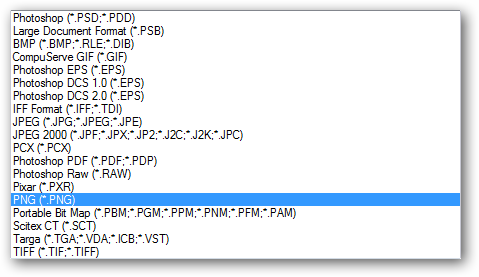 Photoshop (*.PSD;*.PDD)
Large Document Format (*.PSB)
BMP (*.BMP;*.RLE;*.DIB)
CompuServe GIF (*.GIF)
Photoshop EPS (*.EPS)
Photoshop DCS 1.0 (*.EPS)
Photoshop DCS 2.0 (*.EPS)
IFF Format (*.IFF;*.TDI)
JPEG (*.JPG;*.JPEG;*.JPE)
JPEG 2000 (*.JPF;*.JPX;*.JP2;*.J2C;*.J2K;*.JPC)
PCX (*.PCX)
Photoshop PDF (*.PDF;*.PDP)
Photoshop Raw (*.RAW)
Pixar (*.PXR)
PNG (*.PNG)
Portable Bit Map (*.PBM;*.PGM;*.PPM;*.PNM;*.PFM;*.PAM)
Scitex CT (*.SCT)
Targa (*.TGA;*.VDA;*.ICB;*.VST)
TIFF (*.TIF;*.TIFF)